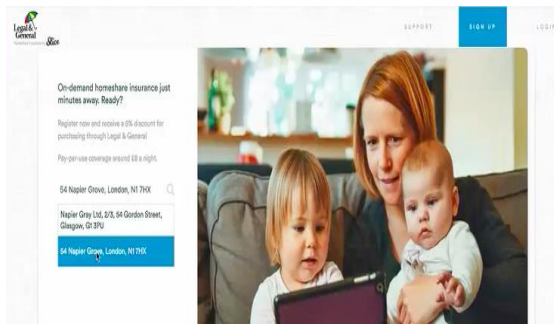 Legal &
General
Slice
SUPPORT
SIGN UP
LOGIN
On-demand homeshare insurance just
minutes away. Ready?
Register now and receive a 5% discount for
purchasing through Legal & General
Pay-per-use coverage around £8 a night.
54 Napier Grove, London, N1 7HX
Napier Gray Ltd, 2/3, 54 Gordon Street,
Glasgow, G1 3PU
54 Napier Grove, London, N1 7HX